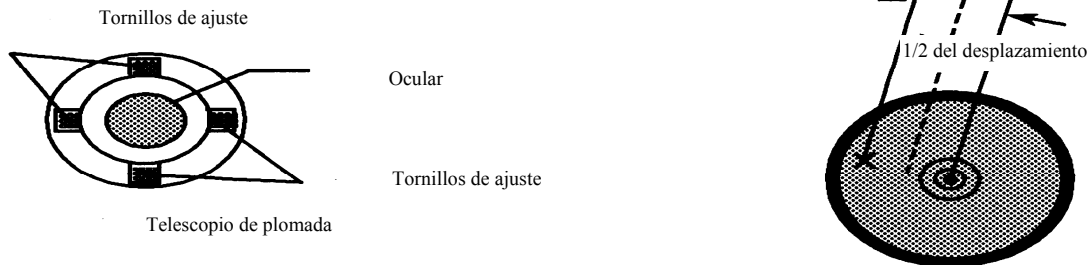 Tornillos de ajuste
1/2 del desplazamiento
Ocular
Tornillos de ajuste
Telescopio de plomada